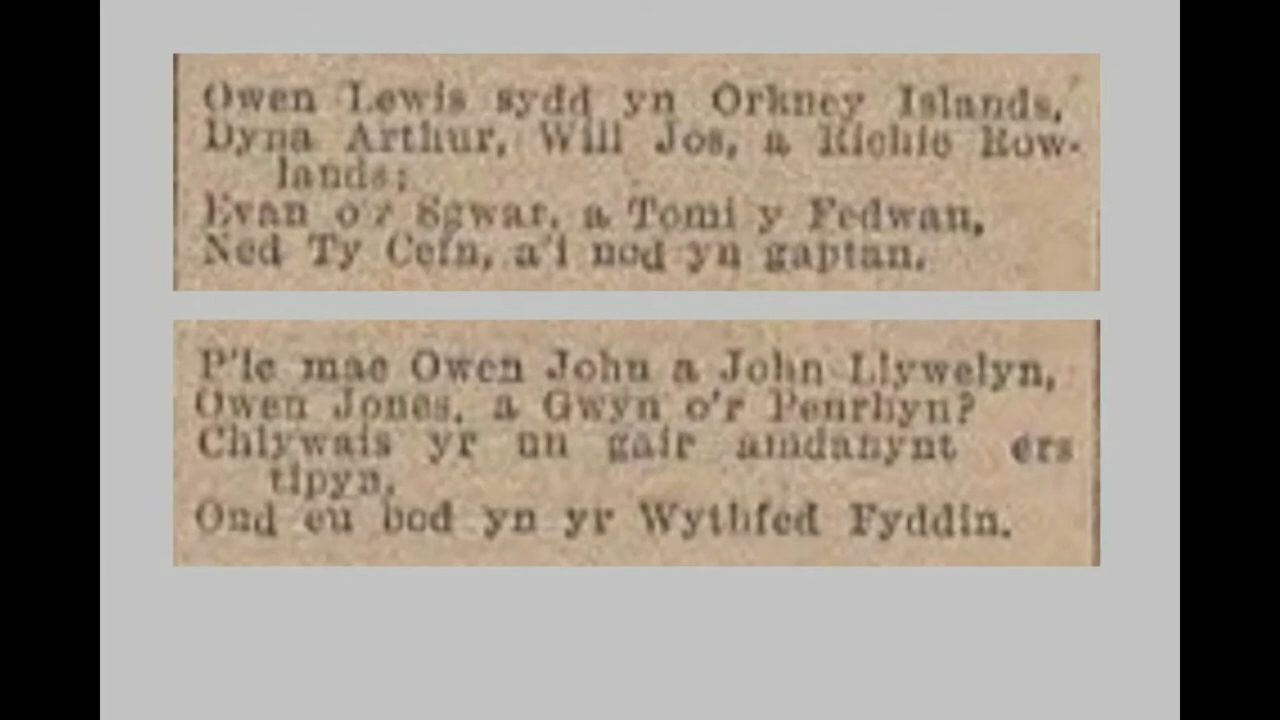 Owen Lewis sydd yn Orkney Islands,
Dyna Arthur, Will Jos, a Richie Row-
lands;
Evan o'r Sgwar, a Tomi y Fedwan,
Ned Ty Cefn, a'i nod yn gaptan.
P'le mae Owen John a John Llywelyn,
Owen Jones, a Gwyn o'r Penrhyn?
Chlywais yr un gair amdanynt ers
tipyn,
Ond eu bod yn yr Wythfed Fyddin.